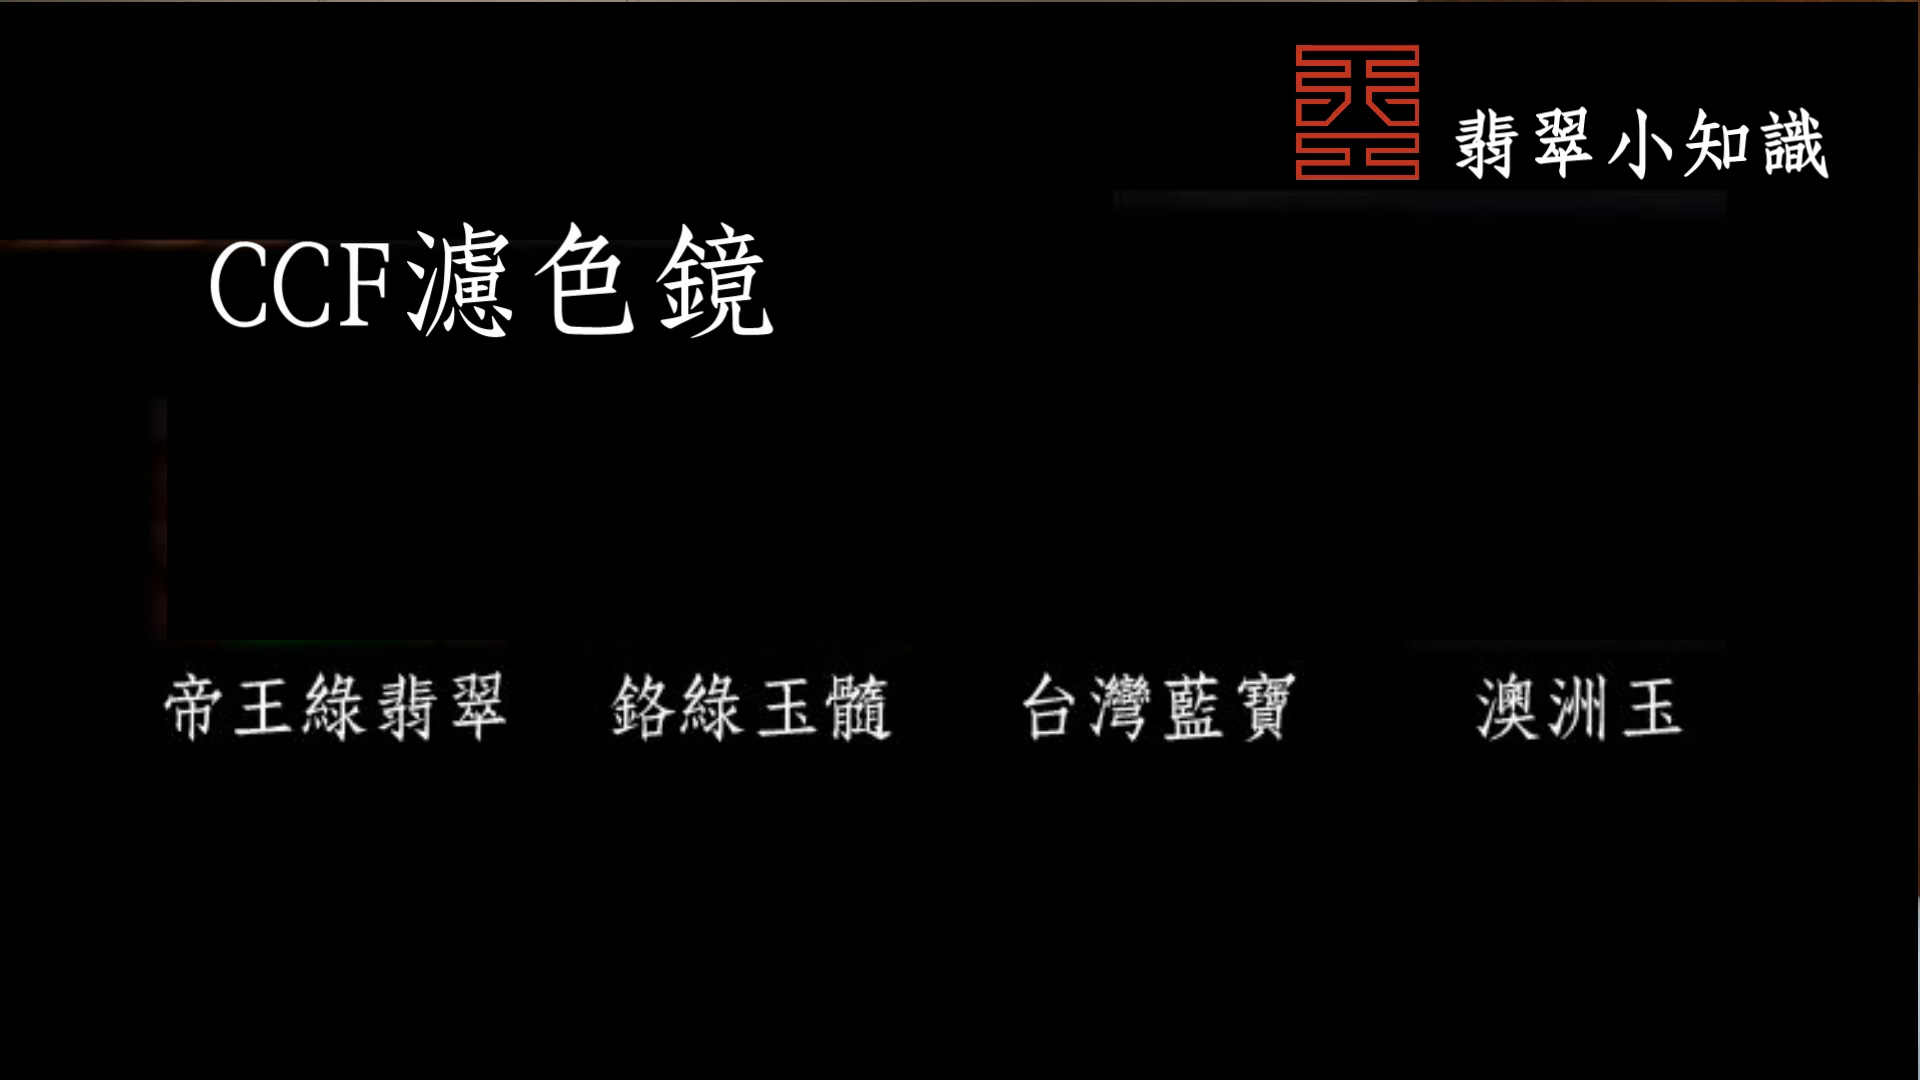 翡翠小知識
CCF濾色鏡
帝王綠翡翠 鉻綠玉髓 台灣藍寶 澳洲玉